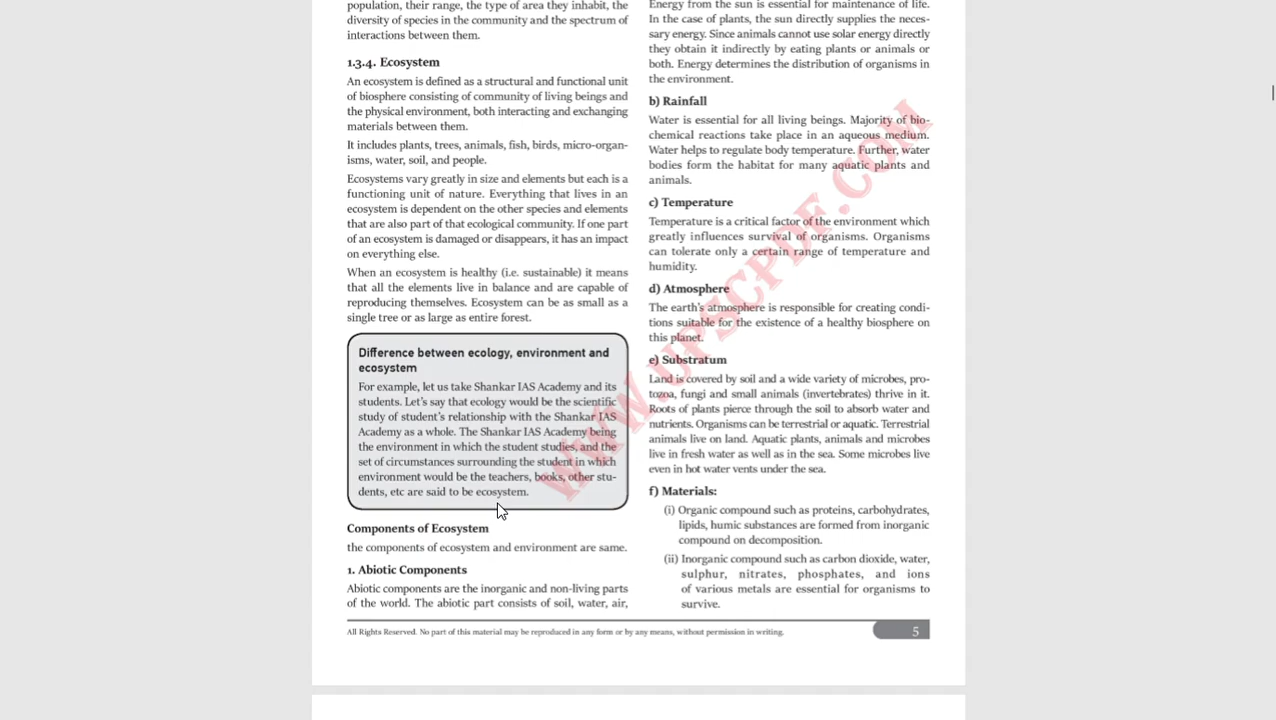 population, their range, the type of area they inhabit, the
diversity of species in the community and the spectrum of
interactions between them.
1.3.4. Ecosystem
An ecosystem is defined as a structural and functional unit
of biosphere consisting of community of living beings and
the physical environment, both interacting and exchanging
materials between them.
It includes plants, trees, animals, fish, birds, micro-organ-
isms, water, soil, and people.
Ecosystems vary greatly in size and elements but each is a
functioning unit of nature. Everything that lives in an
ecosystem is dependent on the other species and elements
that are also part of that ecological community. If one part
of an ecosystem is damaged or disappears, it has an impact
on everything else.
When an ecosystem is healthy (i.e. sustainable) it means
that all the elements live in balance and are capable of
reproducing themselves. Ecosystem can be as small as a
single tree or as large as entire forest.
Difference between ecology, environment and
ecosystem
For example, let us take Shankar IAS Academy and its
students. Let's say that ecology would be the scientific
study of student's relationship with the Shankar IAS
Academy as a whole. The Shankar IAS Academy being
the environment in which the student studies, and the
set of circumstances surrounding the student in which
environment would be the teachers, books, other stu-
dents, etc are said to be ecosystem.
Components of Ecosystem
the components of ecosystem and environment are same.
1. Abiotic Components
Abiotic components are the inorganic and non-living parts
of the world. The abiotic part consists of soil, water, air,
Energy from the sun is essential for maintenance of life.
In the case of plants, the sun directly supplies the neces-
sary energy. Since animals cannot use solar energy directly
they obtain it indirectly by eating plants or animals or
both. Energy determines the distribution of organisms in
the environment.
b) Rainfall
Water is essential for all living beings. Majority of bio-
chemical reactions take place in an aqueous medium.
Water helps to regulate body temperature. Further, water
bodies form the habitat for many aquatic plants and
animals.
c) Temperature
Temperature is a critical factor of the environment which
greatly influences survival of organisms. Organisms
can tolerate only a certain range of temperature and
humidity.
d) Atmosphere
The earth's atmosphere is responsible for creating condi-
tions suitable for the existence of a healthy biosphere on
this planet.
e) Substratum
Land is covered by soil and a wide variety of microbes, pro-
tozoa, fungi and small animals (invertebrates) thrive in it.
Roots of plants pierce through the soil to absorb water and
nutrients. Organisms can be terrestrial or aquatic. Terrestrial
animals live on land. Aquatic plants, animals and microbes
live in fresh water as well as in the sea. Some microbes live
even in hot water vents under the sea.
f) Materials:
(i) Organic compound such as proteins, carbohydrates,
lipids, humic substances are formed from inorganic
compound on decomposition.
(ii) Inorganic compound such as carbon dioxide, water,
sulphur, nitrates, phosphates, and ions
of various metals are essential for organisms to
survive.
WWW.UPSCPDF.COM
All Rights Reserved. No part of this material may be reproduced in any form or by any means, without permission in writing.
5